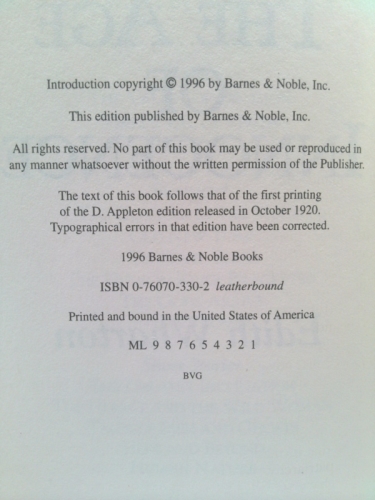 Introduction copyright © 1996 by Barnes & Noble, Inc.
This edition published by Barnes & Noble, Inc.
All rights reserved. No part of this book may be used or reproduced in
any manner whatsoever without the written permission of the Publisher.
The text of this book follows that of the first printing
of the D. Appleton edition released in October 1920.
Typographical errors in that edition have been corrected.
1996 Barnes & Noble Books
ISBN 0-76070-330-2 leatherbound
Printed and bound in the United States of America
ML 9 8 7 6 5 4 3 2 1
BVG